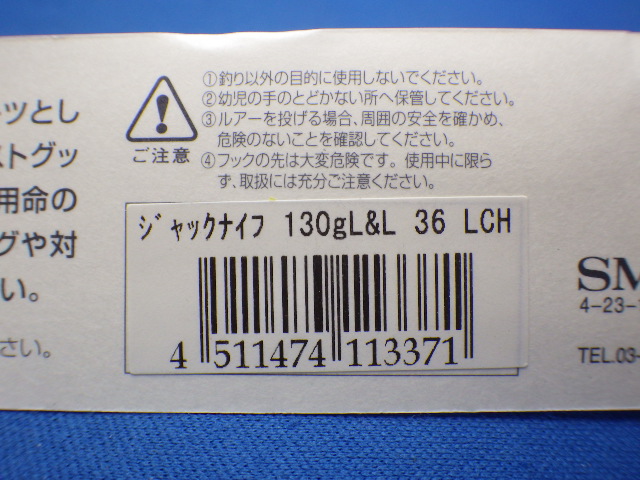 ーツとし
ストグッ
用命の
グや対
い。
さい。
ご注意
①釣り以外の目的に使用しないでください。
②幼児の手のとどかない所へ保管してください。
③ルアーを投げる場合、周囲の安全を確かめ、
危険のないことを確認してください。
④フックの先は大変危険です。使用中に限ら
ず、取扱には充分ご注意ください。
ジャックナイフ 130gL&L 36 LCH
4 511474 113371
SM
4-23-
TEL.03-